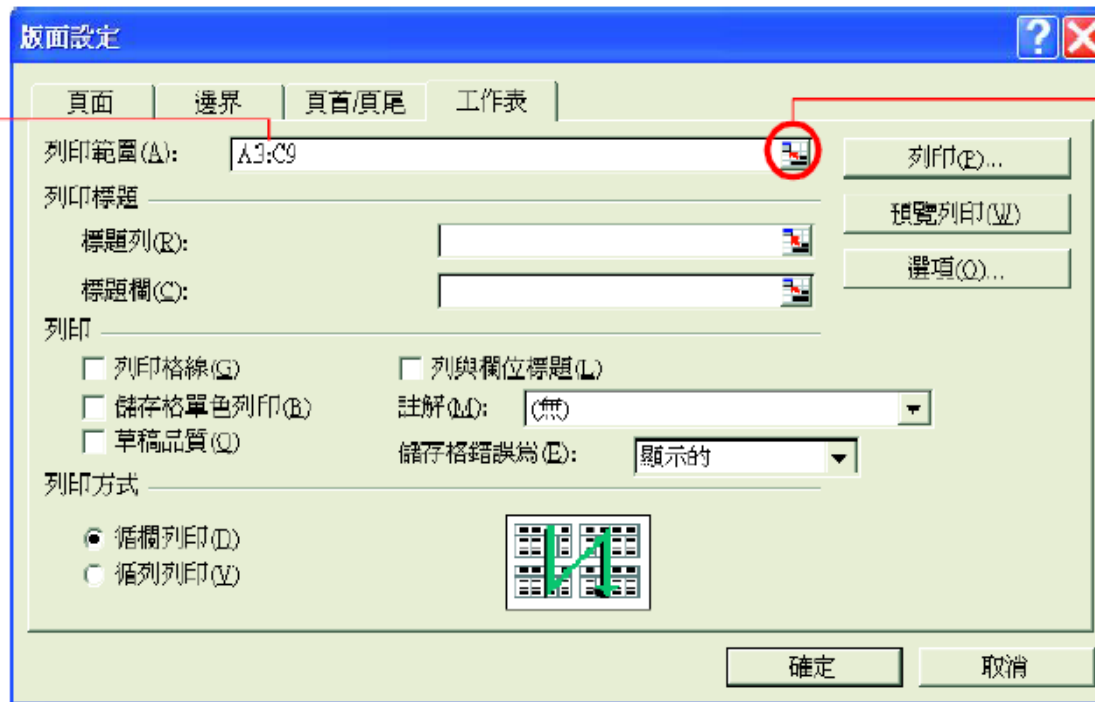 版面設定
頁面 邊界 頁首/頁尾 工作表
列印範圍(A): A3:C9 列印(P)...
列印標題 預覽列印(W)
標題列(R): 選項(O)...
標題欄(C):
列印
列印格線(G) 列與欄位標題(L)
儲存格單色列印(B) 註解(M): (無)
草稿品質(Q) 儲存格錯誤為(E): 顯示的
列印方式
循欄列印(D)
循列列印(V)
確定 取消